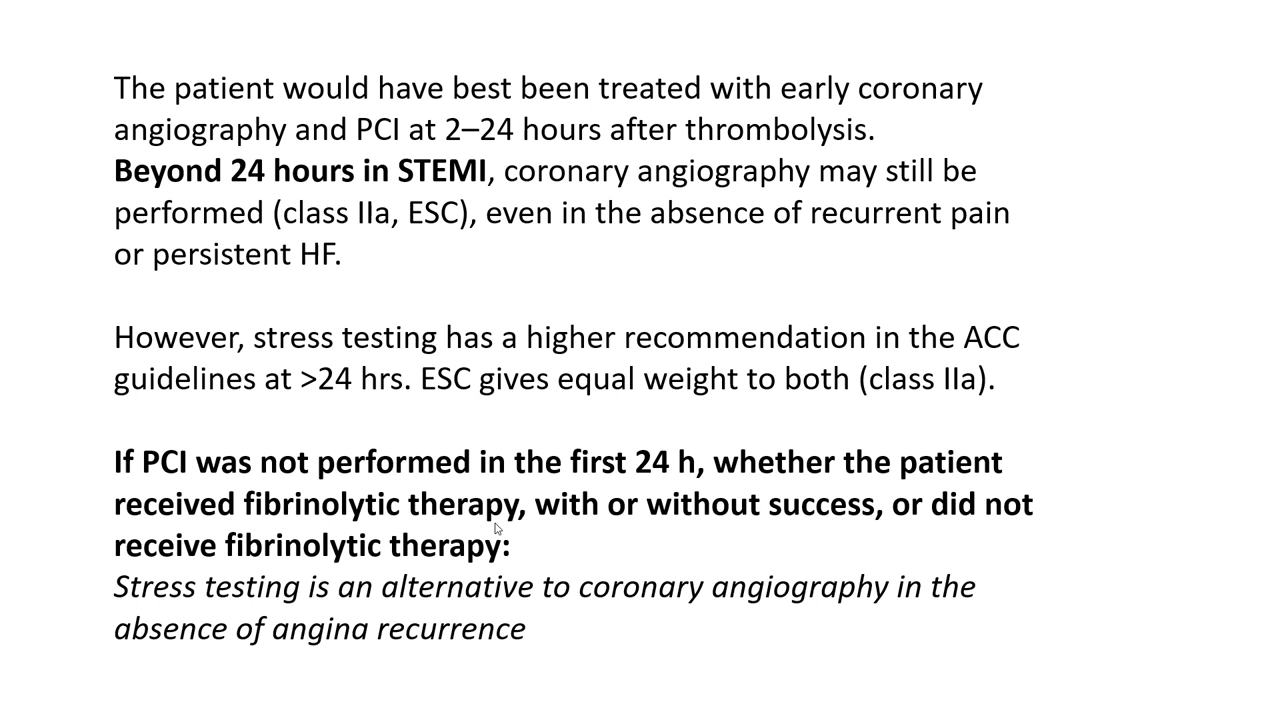 The patient would have best been treated with early coronary
angiography and PCI at 2–24 hours after thrombolysis.
Beyond 24 hours in STEMI, coronary angiography may still be
performed (class IIa, ESC), even in the absence of recurrent pain
or persistent HF.
However, stress testing has a higher recommendation in the ACC
guidelines at >24 hrs. ESC gives equal weight to both (class IIa).
If PCI was not performed in the first 24 h, whether the patient
received fibrinolytic therapy, with or without success, or did not
receive fibrinolytic therapy:
Stress testing is an alternative to coronary angiography in the
absence of angina recurrence